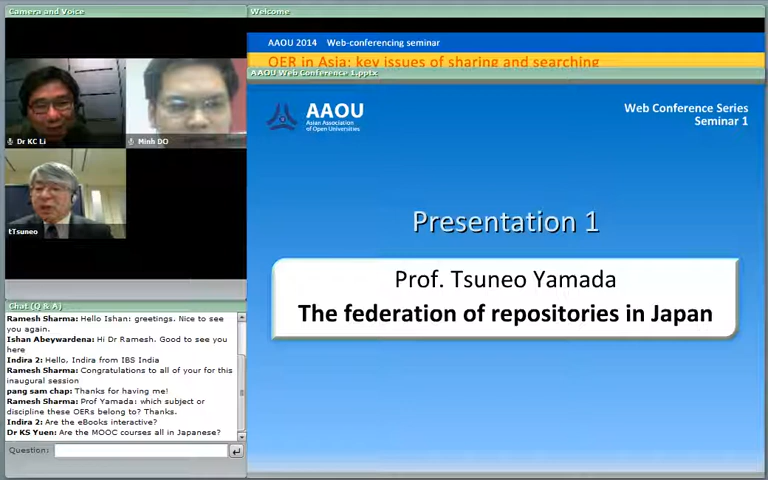 Camera and Voice
Welcome
AAOU 2014 Web-conferencing seminar
OER in Asia: key issues of sharing and searching
AAOU Web Conference 1.pptx
AAOU
Asian Association
of Open Universities
Web Conference Series
Seminar 1
Dr KC Li
Minh DO
tTsuneo
Presentation 1
Prof. Tsuneo Yamada
The federation of repositories in Japan
Chat (Q & A)
Ramesh Sharma: Hello Ishan: greetings. Nice to see
you again.
Ishan Abeywardena: Hi Dr Ramesh. Good to see you
here
Indira 2: Hello, Indira from IBS India
Ramesh Sharma: Congratulations to all of your for this
inaugural session
pang sam chap: Thanks for having me!
Ramesh Sharma: Prof Yamada: which subject or
discipline these OERs belong to? Thanks.
Indira 2: Are the eBooks interactive?
Dr KS Yuen: Are the MOOC courses all in Japanese?
Question: